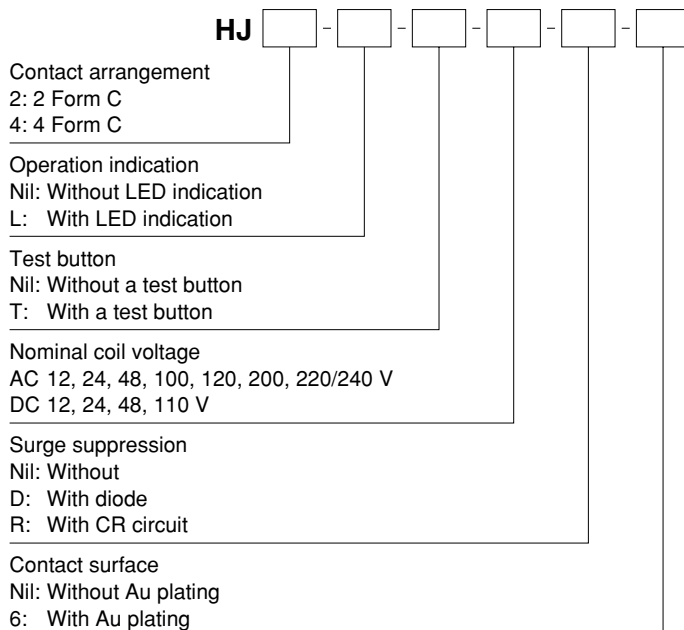 HJ - - - - -
Contact arrangement
2: 2 Form C
4: 4 Form C
Operation indication
Nil: Without LED indication
L: With LED indication
Test button
Nil: Without a test button
T: With a test button
Nominal coil voltage
AC 12, 24, 48, 100, 120, 200, 220/240 V
DC 12, 24, 48, 110 V
Surge suppression
Nil: Without
D: With diode
R: With CR circuit
Contact surface
Nil: Without Au plating
6: With Au plating